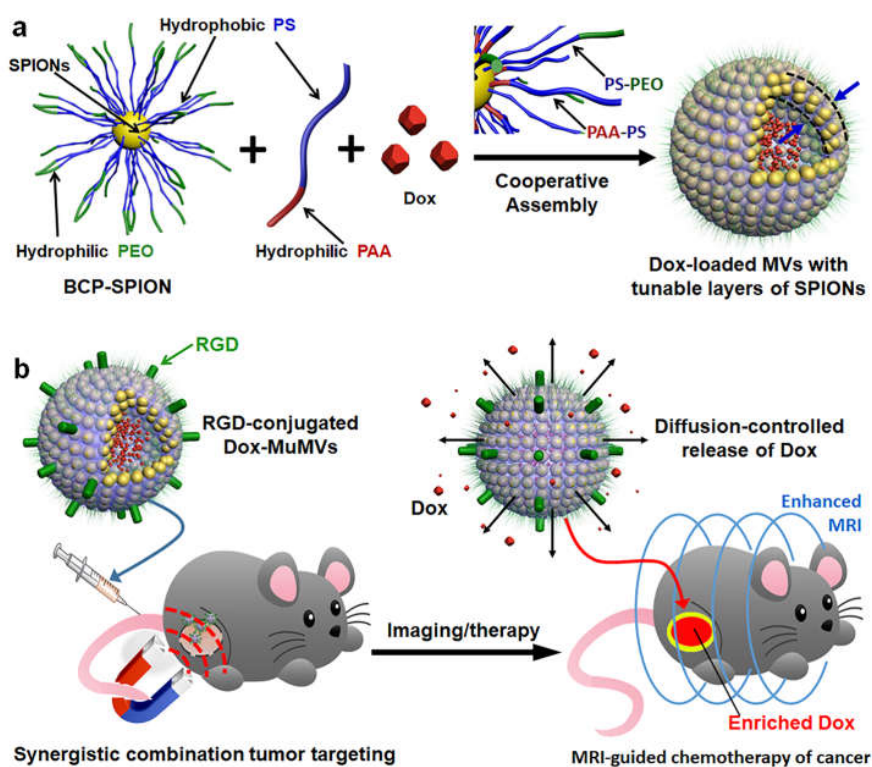 a
Hydrophobic PS
SPIONs
Hydrophilic PEO
BCP-SPION
+
Hydrophilic PAA
+
Dox
PS-PEO
PAA-PS
Cooperative
Assembly
Dox-loaded MVs with
tunable layers of SPIONs
b
RGD
RGD-conjugated
Dox-MuMVs
Dox
Diffusion-controlled
release of Dox
Enhanced
MRI
Imaging/therapy
Enriched Dox
Synergistic combination tumor targeting
MRI-guided chemotherapy of cancer